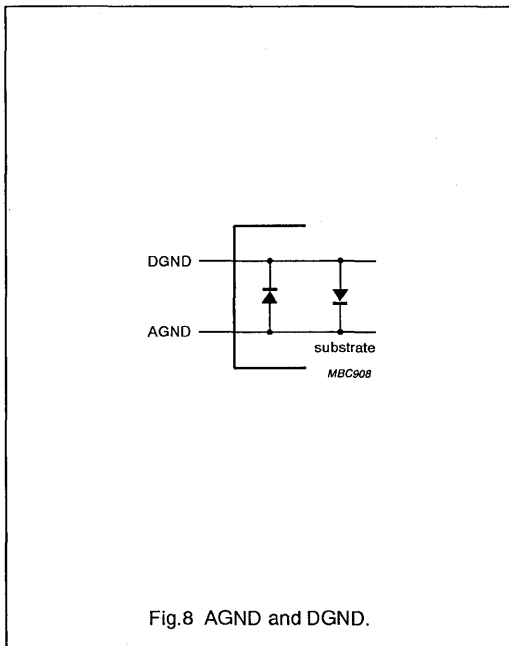 DGND
AGND
substrate
MBC908
Fig.8 AGND and DGND.